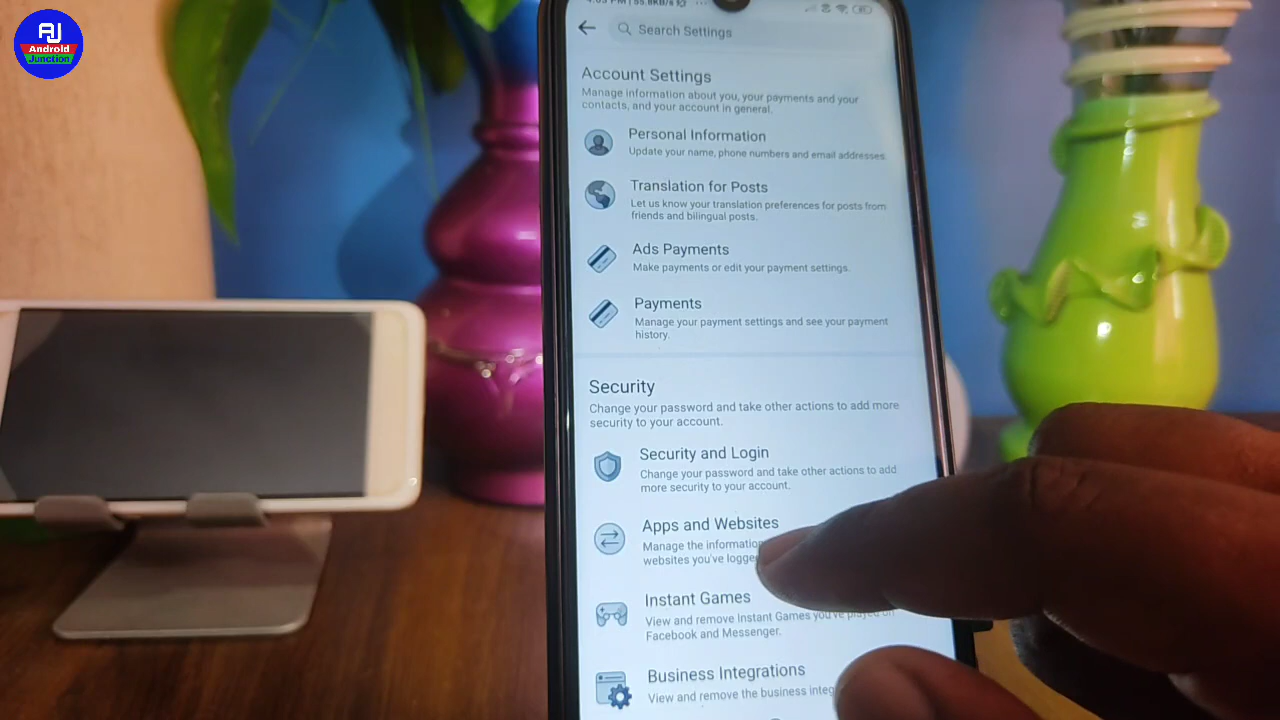 AJ
Android
Junction
Search Settings
Account Settings
Manage information about you, your payments and your
contacts, and your account in general.
Personal Information
Update your name, phone numbers and email addresses.
Translation for Posts
Let us know your translation preferences for posts from
friends and bilingual posts.
Ads Payments
Make payments or edit your payment settings.
Payments
Manage your payment settings and see your payment
history.
Security
Change your password and take other actions to add more
security to your account.
Security and Login
Change your password and take other actions to add
more security to your account.
Apps and Websites
Manage the information
websites you've logge
Instant Games
View and remove Instant Games you've played on
Facebook and Messenger.
Business Integrations
View and remove the business integ